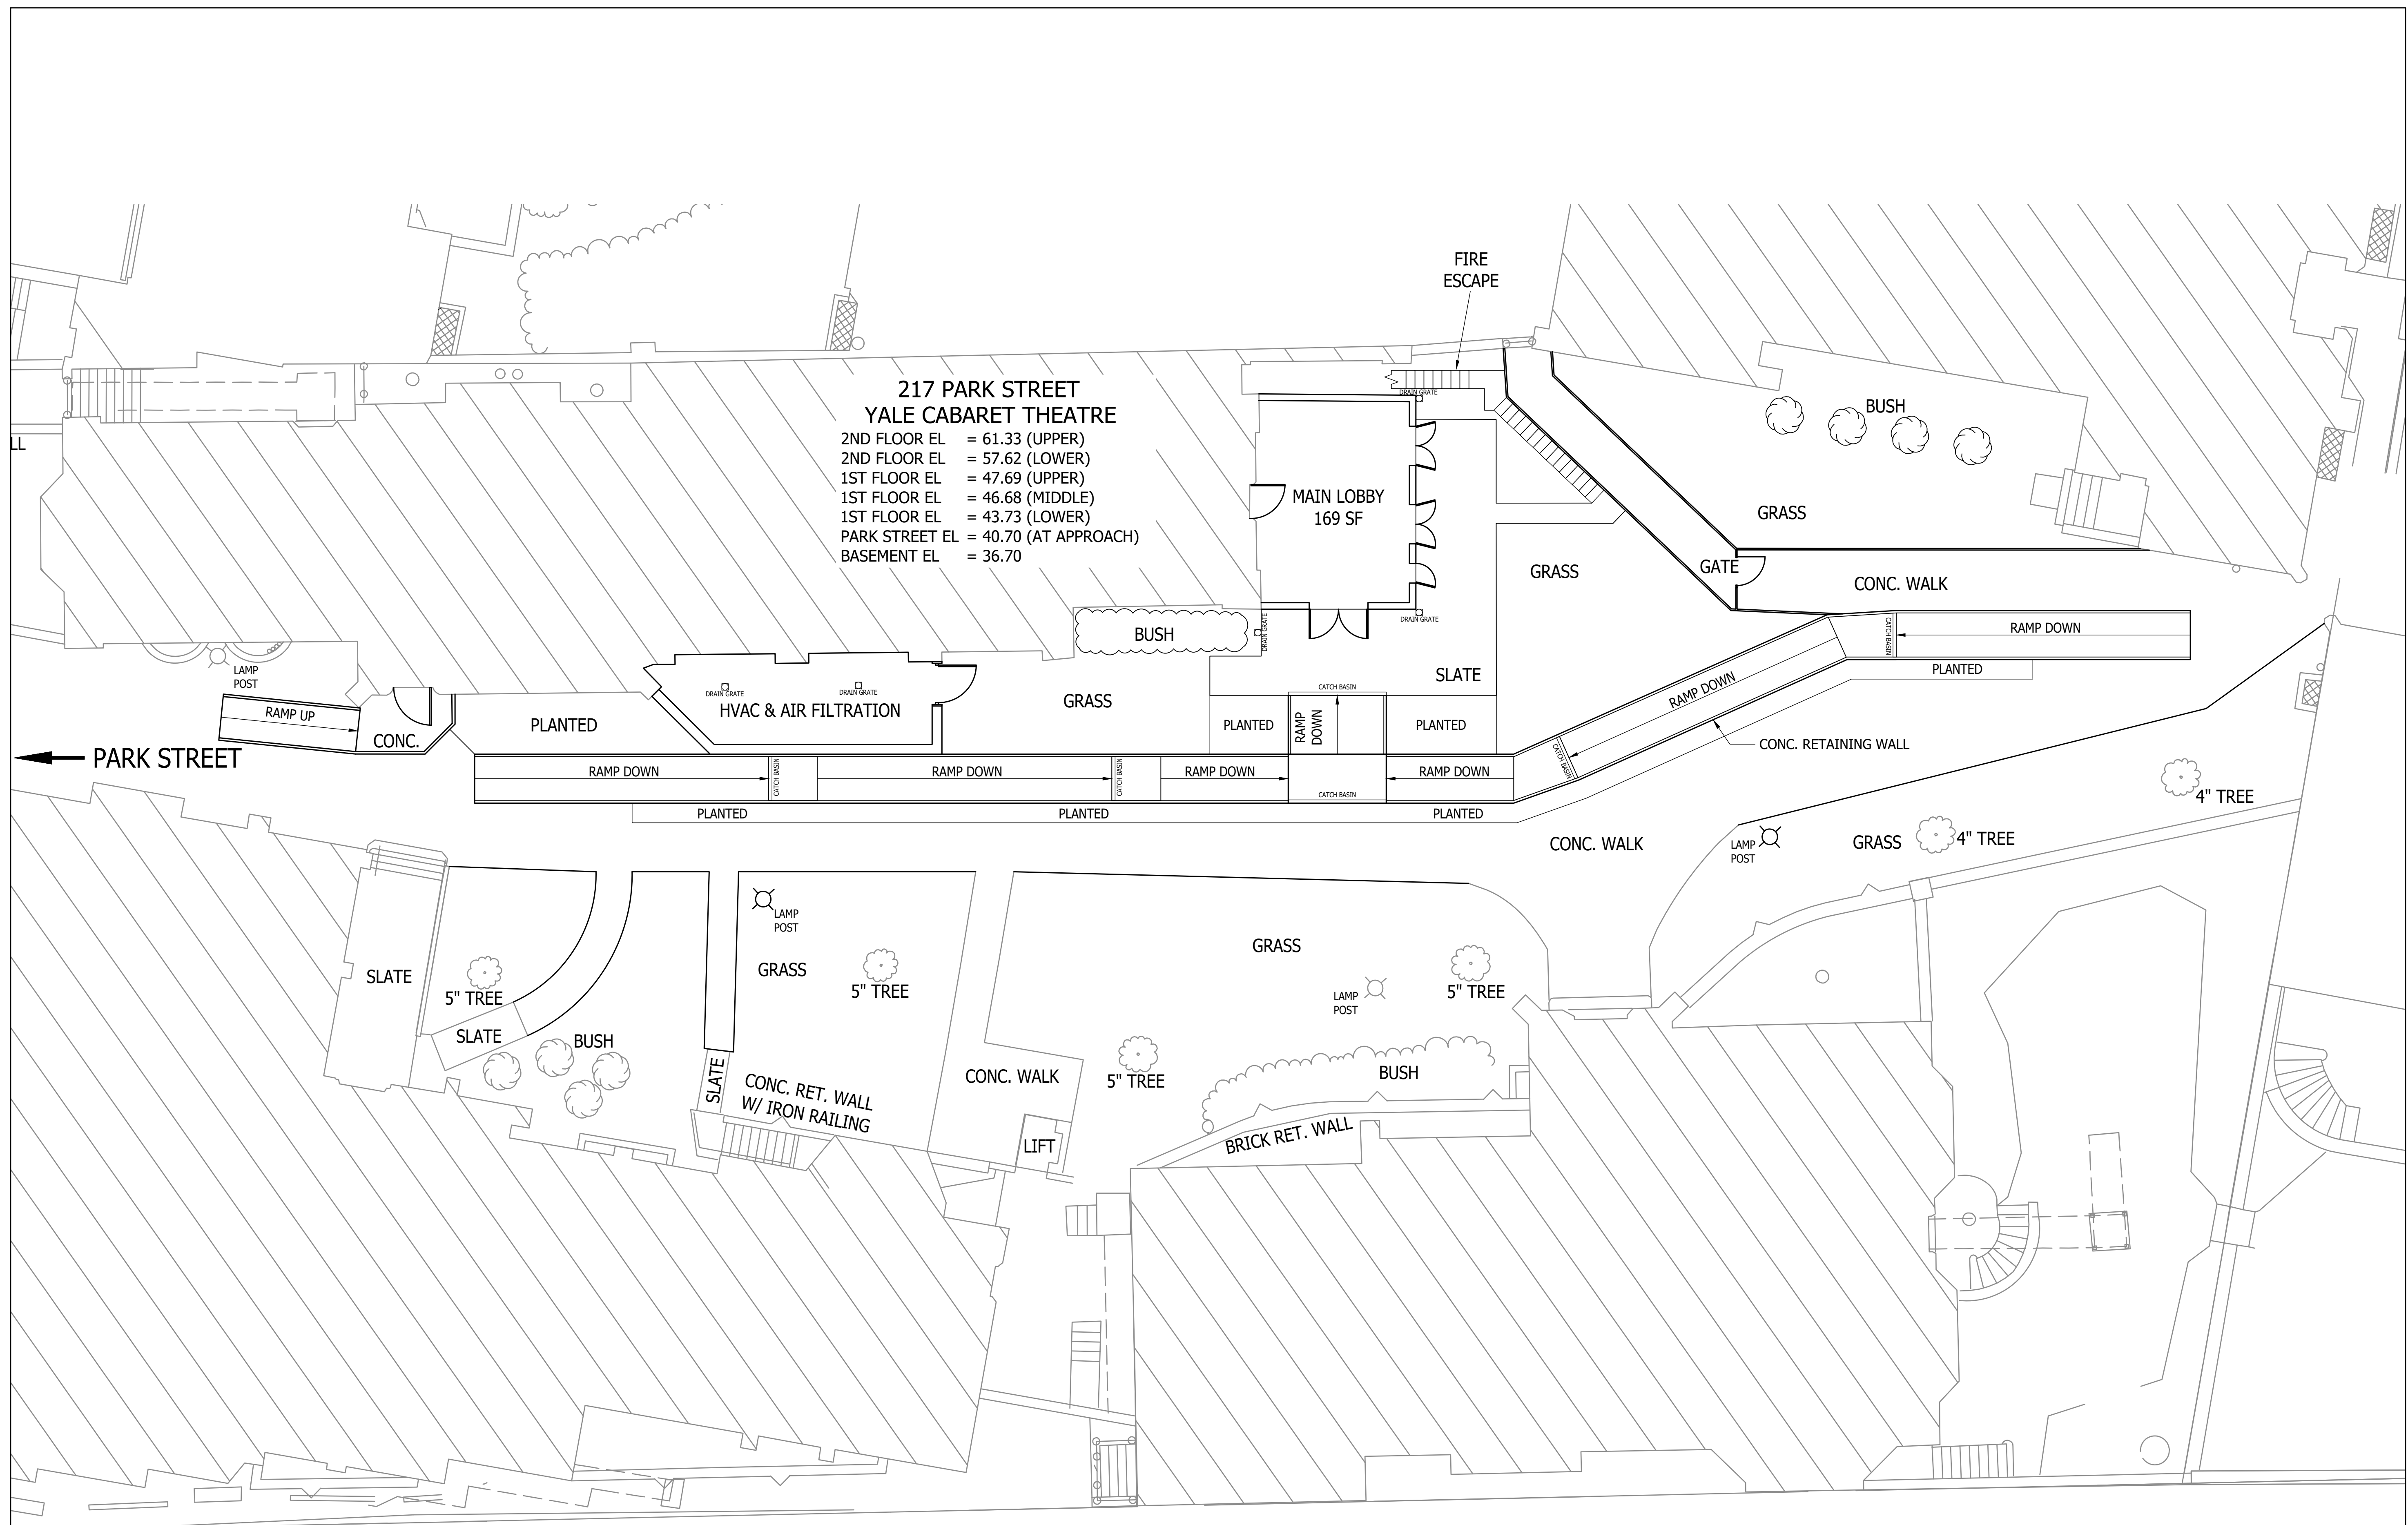 FIRE
ESCAPE
217 PARK STREET
YALE CABARET THEATRE
2ND FLOOR EL = 61.33 (UPPER)
2ND FLOOR EL = 57.62 (LOWER)
1ST FLOOR EL = 47.69 (UPPER)
1ST FLOOR EL = 46.68 (MIDDLE)
1ST FLOOR EL = 43.73 (LOWER)
PARK STREET EL = 40.70 (AT APPROACH)
BASEMENT EL = 36.70
DRAIN GRATE
BUSH
LL
MAIN LOBBY
169 SF
GRASS
GRASS
GATE
CONC. WALK
DRAIN GRATE
DRAIN GRATE
BUSH
CATCH BASIN
RAMP DOWN
PLANTED
LAMP
POST
SLATE
CATCH BASIN
RAMP DOWN
DRAIN GRATE
DRAIN GRATE
HVAC & AIR FILTRATION
GRASS
RAMP UP
CONC.
PLANTED
PLANTED
RAMP
DOWN
PLANTED
CONC. RETAINING WALL
PARK STREET
RAMP DOWN
CATCH BASIN
RAMP DOWN
CATCH BASIN
RAMP DOWN
CATCH BASIN
RAMP DOWN
CATCH BASIN
PLANTED
PLANTED
PLANTED
4" TREE
CONC. WALK
LAMP
POST
GRASS
4" TREE
LAMP
POST
GRASS
GRASS
SLATE
5" TREE
5" TREE
LAMP
POST
5" TREE
SLATE
BUSH
SLATE
CONC. RET. WALL
W/ IRON RAILING
CONC. WALK
5" TREE
BUSH
LIFT
BRICK RET. WALL